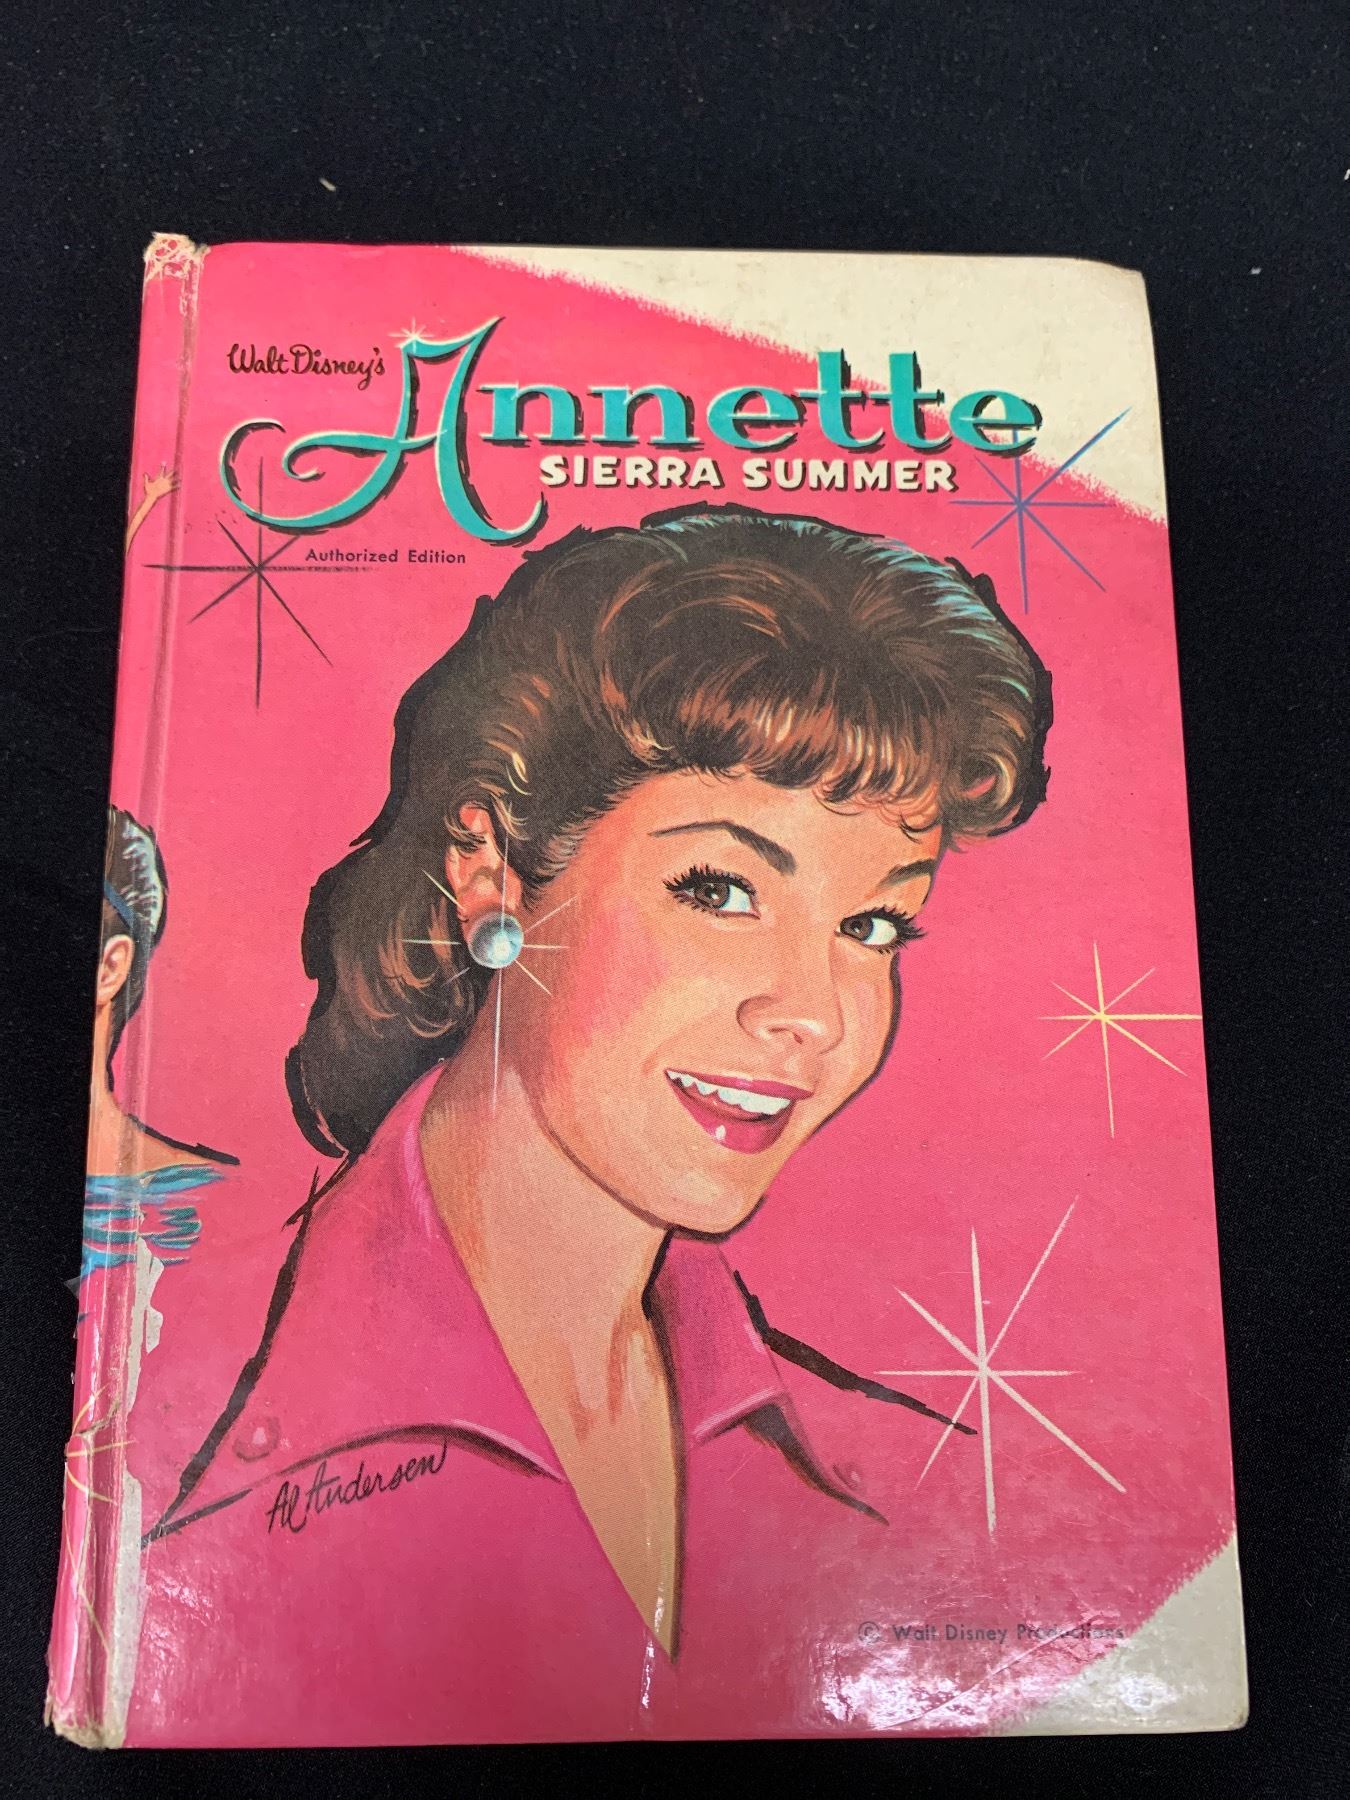 Walt Disney's
Annette
SIERRA SUMMER
Authorized Edition
Al Andersen
© Walt Disney Productions